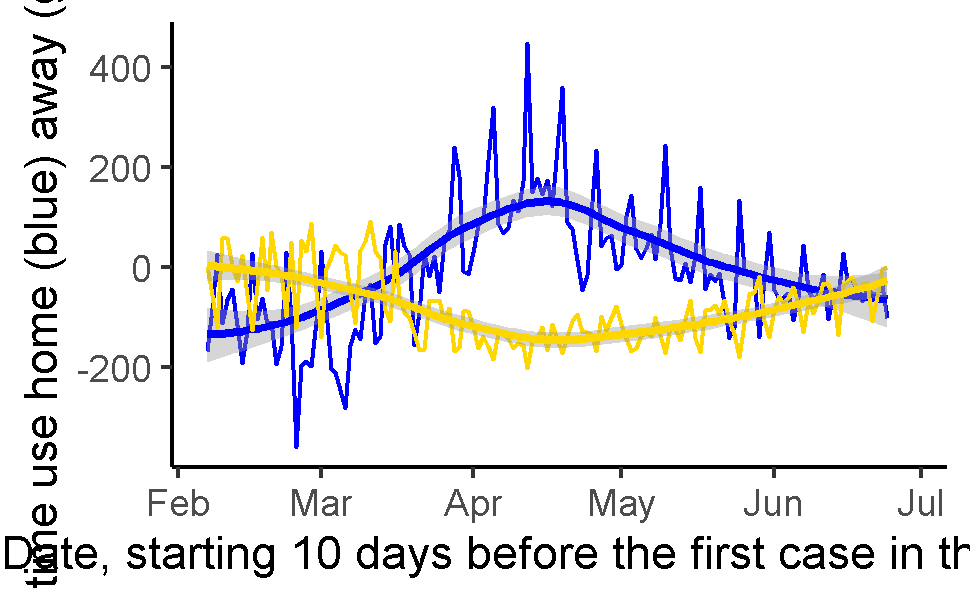 time use home (blue) away (
400
200
0
-200
Feb Mar Apr May Jun Jul
Date, starting 10 days before the first case in